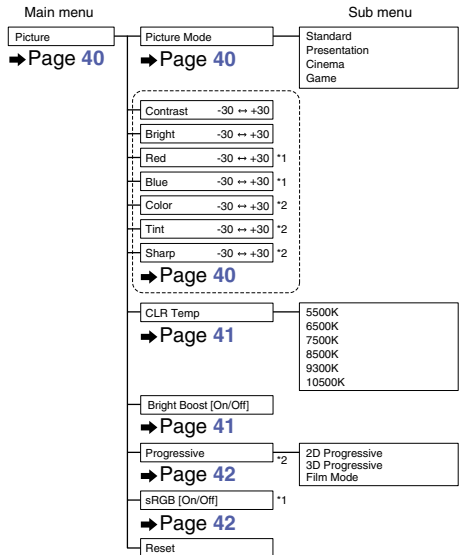 Main menu
Sub menu
Picture
➡Page 40
Picture Mode
➡Page 40
Standard
Presentation
Cinema
Game
Contrast -30 ↔ +30
Bright -30 ↔ +30
Red -30 ↔ +30 *1
Blue -30 ↔ +30 *1
Color -30 ↔ +30 *2
Tint -30 ↔ +30 *2
Sharp -30 ↔ +30 *2
➡Page 40
CLR Temp
➡Page 41
5500K
6500K
7500K
8500K
9300K
10500K
Bright Boost [On/Off]
➡Page 41
Progressive *2
➡Page 42
2D Progressive
3D Progressive
Film Mode
sRGB [On/Off] *1
➡Page 42
Reset